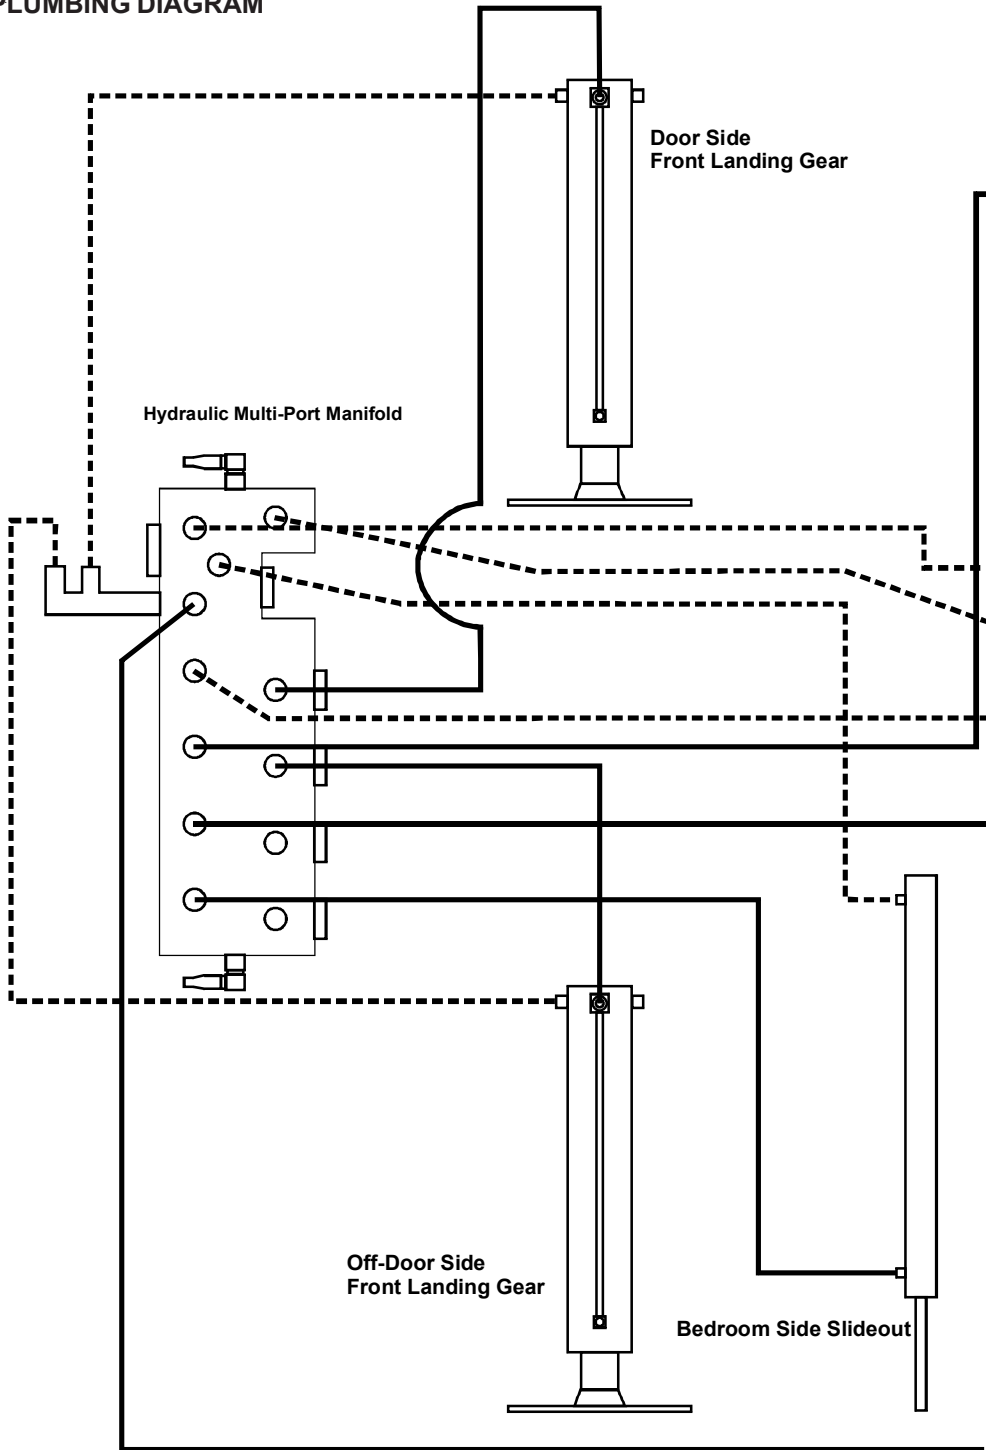 PLUMBING DIAGRAM
Door Side
Front Landing Gear
Hydraulic Multi-Port Manifold
Off-Door Side
Front Landing Gear
Bedroom Side Slideout